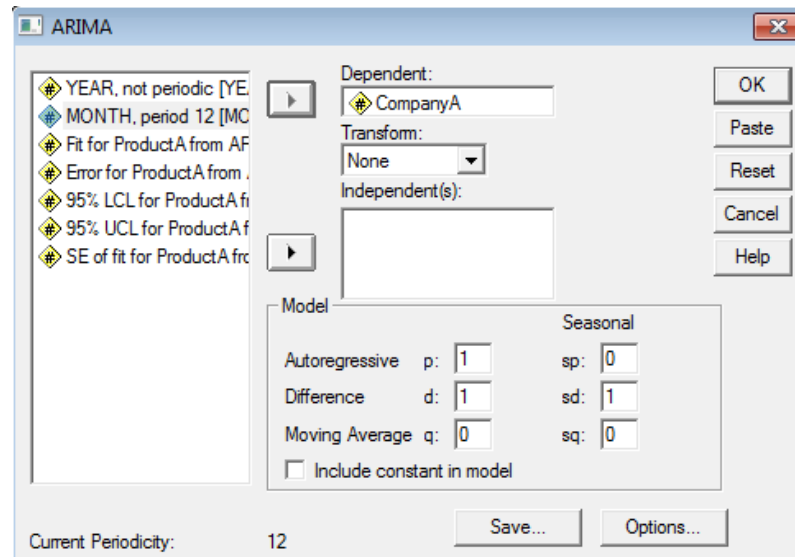 ARIMA
YEAR, not periodic [YE.
MONTH, period 12 [MO
Fit for ProductA from AF
Error for ProductA from .
95% LCL for ProductA fr
95% UCL for ProductA f
SE of fit for ProductA frc
Dependent:
CompanyA
Transform:
None
Independent(s):
OK
Paste
Reset
Cancel
Help
Model
Seasonal
Autoregressive p: 1 sp: 0
Difference d: 1 sd: 1
Moving Average q: 0 sq: 0
Include constant in model
Save... Options...
Current Periodicity: 12